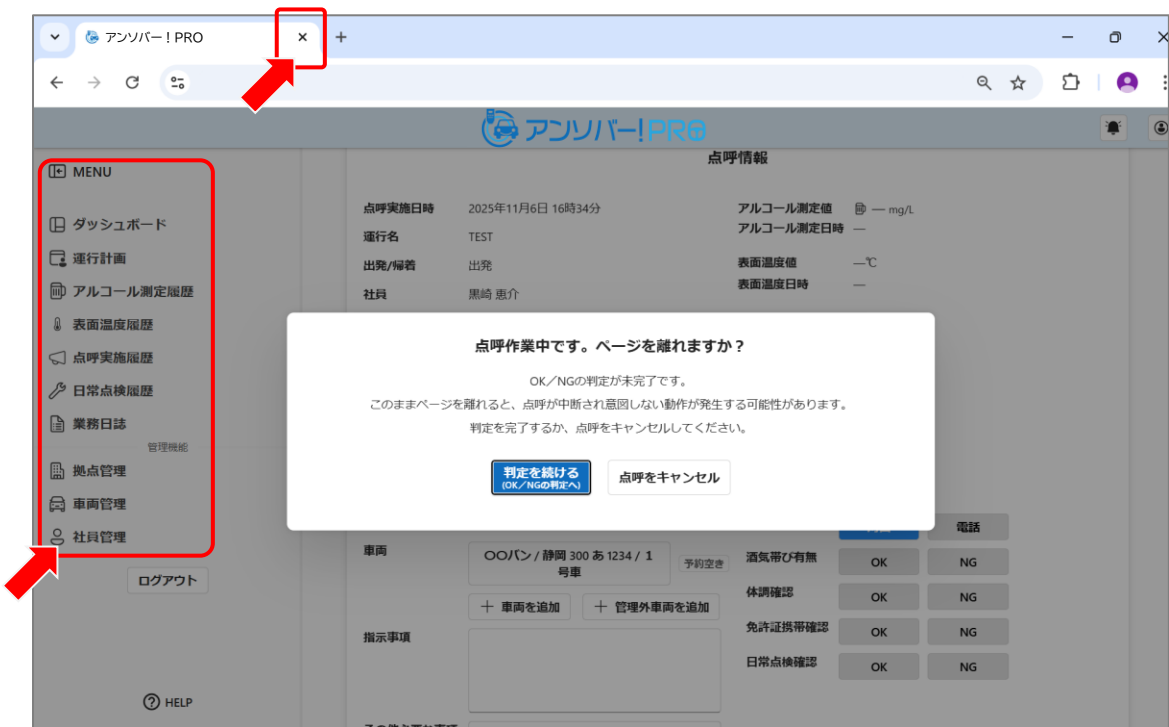 アンソバー！PRO
アンソバー!PRO
MENU
ダッシュボード
運行計画
アルコール測定履歴
表面温度履歴
点呼実施履歴
日常点検履歴
業務日誌
管理機能
拠点管理
車両管理
社員管理
ログアウト
HELP
点呼情報
点呼実施日時 2025年11月6日 16時34分
運行名 TEST
出発/帰着 出発
社員 黒崎 恵介
アルコール測定値 — mg/L
アルコール測定日時 —
表面温度値 —℃
表面温度日時 —
点呼作業中です。ページを離れますか？
OK／NGの判定が未完了です。
このままページを離れると、点呼が中断され意図しない動作が発生する可能性があります。
判定を完了するか、点呼をキャンセルしてください。
判定を続ける
(OK／NGの判定へ)
点呼をキャンセル
電話
車両
〇〇バン / 静岡 300 あ 1234 / 1
号車
予約空き
＋ 車両を追加
＋ 管理外車両を追加
指示事項
酒気帯び有無 OK NG
体調確認 OK NG
免許証携帯確認 OK NG
日常点検確認 OK NG